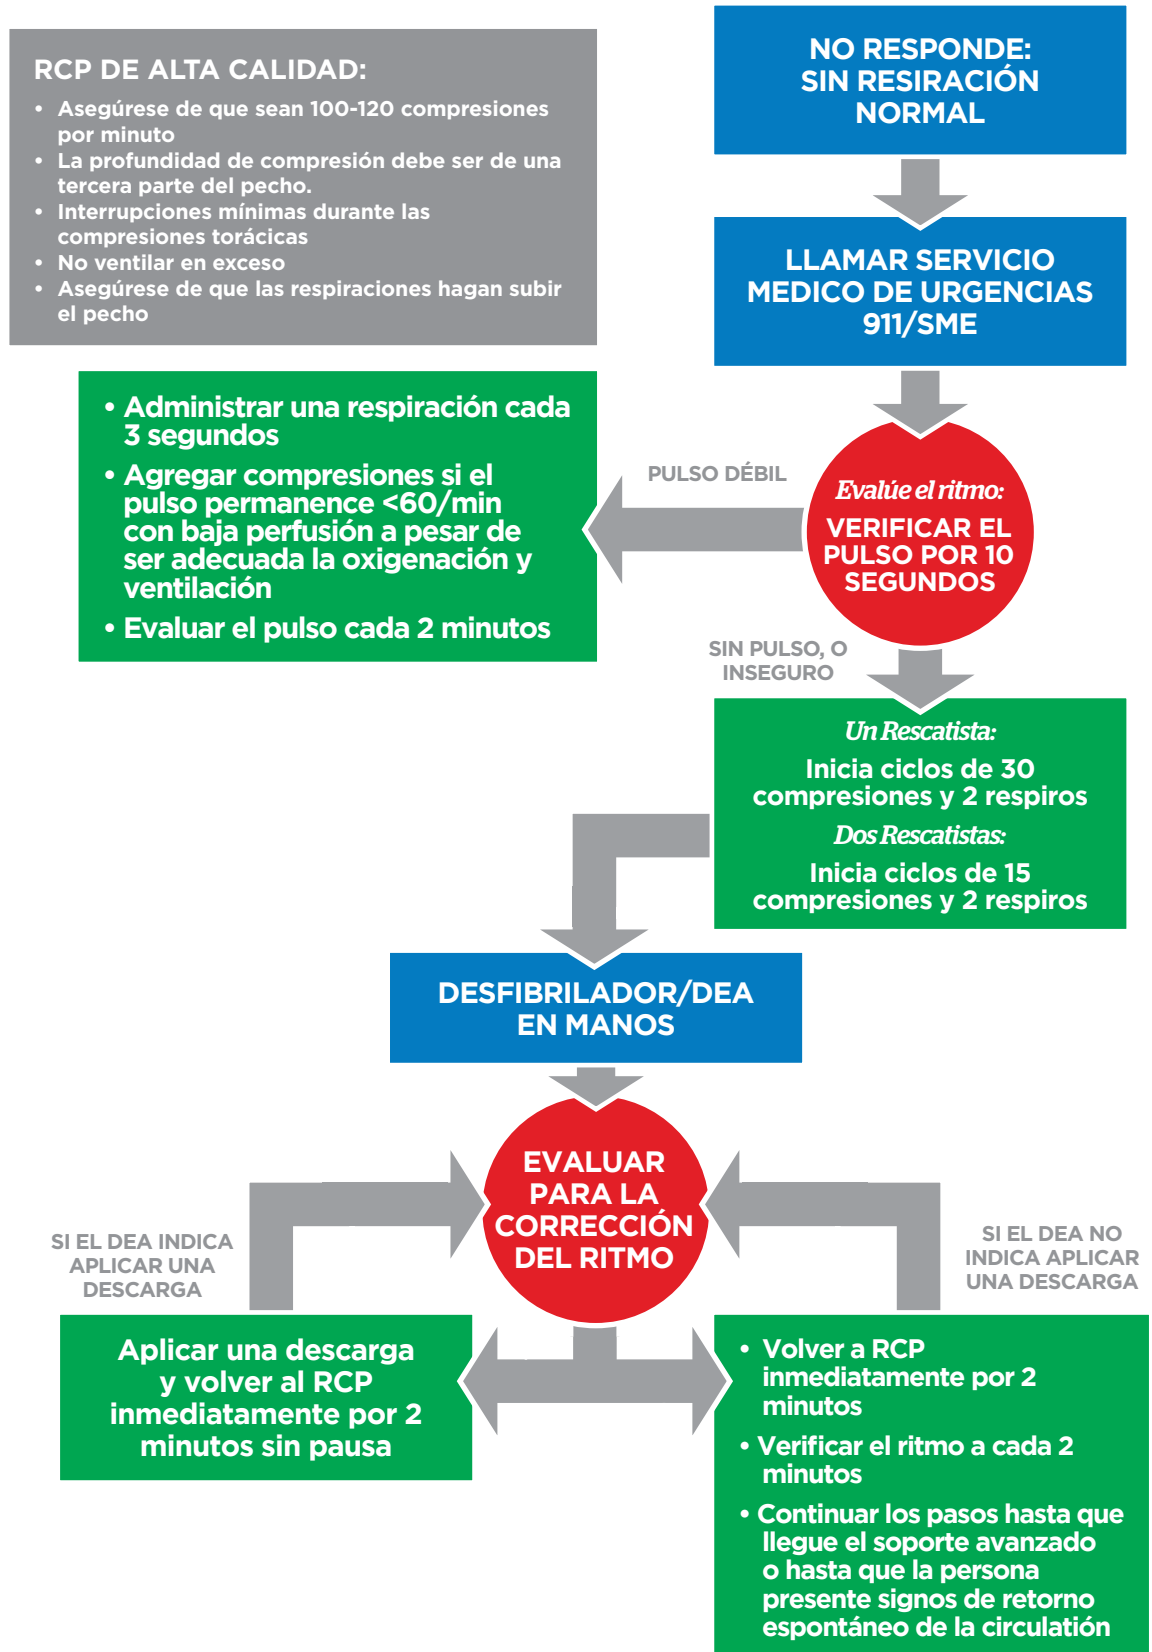 RCP DE ALTA CALIDAD:
• Asegúrese de que sean 100-120 compresiones
por minuto
• La profundidad de compresión debe ser de una
tercera parte del pecho.
• Interrupciones mínimas durante las
compresiones torácicas
• No ventilar en exceso
• Asegúrese de que las respiraciones hagan subir
el pecho
NO RESPONDE:
SIN RESIRACIÓN
NORMAL
LLAMAR SERVICIO
MEDICO DE URGENCIAS
911/SME
Evalúe el ritmo:
VERIFICAR EL
PULSO POR 10
SEGUNDOS
PULSO DÉBIL
• Administrar una respiración cada
3 segundos
• Agregar compresiones si el
pulso permanence <60/min
con baja perfusión a pesar de
ser adecuada la oxigenación y
ventilación
• Evaluar el pulso cada 2 minutos
SIN PULSO, O
INSEGURO
Un Rescatista:
Inicia ciclos de 30
compresiones y 2 respiros
Dos Rescatistas:
Inicia ciclos de 15
compresiones y 2 respiros
DESFIBRILADOR/DEA
EN MANOS
EVALUAR
PARA LA
CORRECCIÓN
DEL RITMO
SI EL DEA INDICA
APLICAR UNA
DESCARGA
Aplicar una descarga
y volver al RCP
inmediatamente por 2
minutos sin pausa
SI EL DEA NO
INDICA APLICAR
UNA DESCARGA
• Volver a RCP
inmediatamente por 2
minutos
• Verificar el ritmo a cada 2
minutos
• Continuar los pasos hasta que
llegue el soporte avanzado
o hasta que la persona
presente signos de retorno
espontáneo de la circulatión